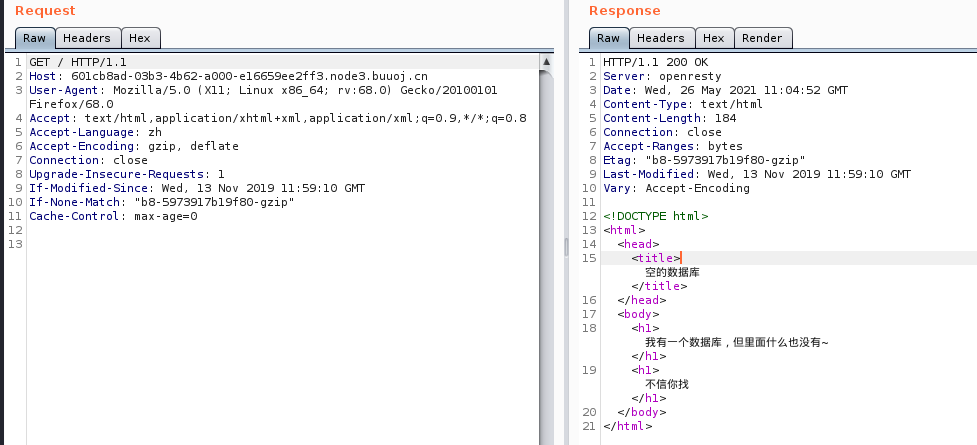 Request
Raw Headers Hex
1 GET / HTTP/1.1
2 Host: 601cb8ad-03b3-4b62-a000-e16659ee2ff3.node3.buuoj.cn
3 User-Agent: Mozilla/5.0 (X11; Linux x86_64; rv:68.0) Gecko/20100101
Firefox/68.0
4 Accept: text/html,application/xhtml+xml,application/xml;q=0.9,*/*;q=0.8
5 Accept-Language: zh
6 Accept-Encoding: gzip, deflate
7 Connection: close
8 Upgrade-Insecure-Requests: 1
9 If-Modified-Since: Wed, 13 Nov 2019 11:59:10 GMT
10 If-None-Match: "b8-5973917b19f80-gzip"
11 Cache-Control: max-age=0
12
13
Response
Raw Headers Hex Render
1 HTTP/1.1 200 OK
2 Server: openresty
3 Date: Wed, 26 May 2021 11:04:52 GMT
4 Content-Type: text/html
5 Content-Length: 184
6 Connection: close
7 Accept-Ranges: bytes
8 Etag: "b8-5973917b19f80-gzip"
9 Last-Modified: Wed, 13 Nov 2019 11:59:10 GMT
10 Vary: Accept-Encoding
11
12 <!DOCTYPE html>
13 <html>
14 <head>
15 <title>
空的数据库
</title>
16 </head>
17 <body>
18 <h1>
我有一个数据库，但里面什么也没有~
</h1>
19 <h1>
不信你找
</h1>
20 </body>
21 </html>